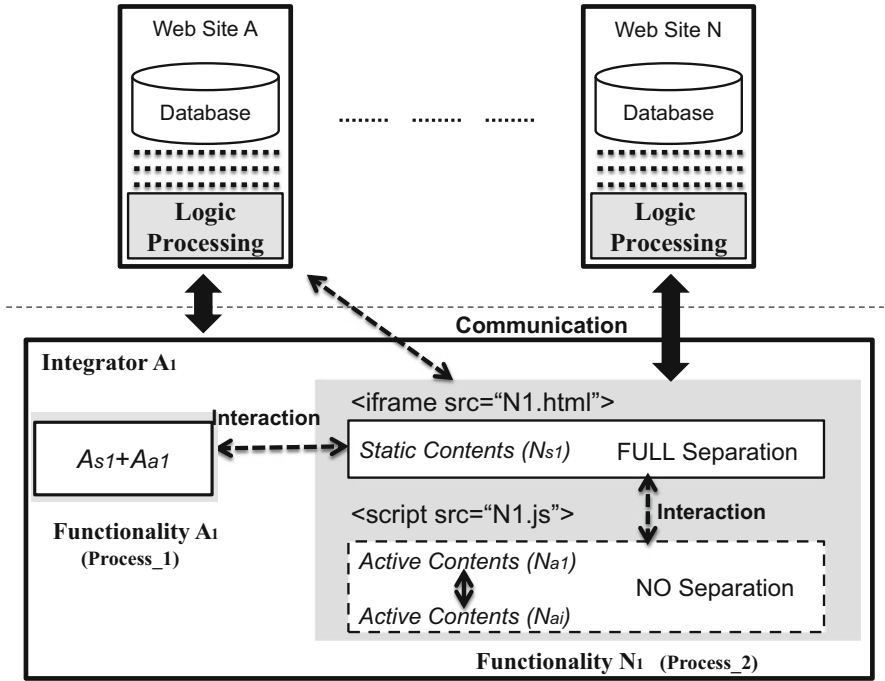 Web Site A
Web Site N
Database
Database
........ ........ ........
Logic
Processing
Logic
Processing
Communication
Integrator A1
<iframe src=“N1.html”>
Interaction
As1+Aa1
Static Contents (Ns1) FULL Separation
<script src=“N1.js”>
Interaction
Functionality A1
(Process_1)
Active Contents (Na1)
NO Separation
Active Contents (Nai)
Functionality N1 (Process_2)